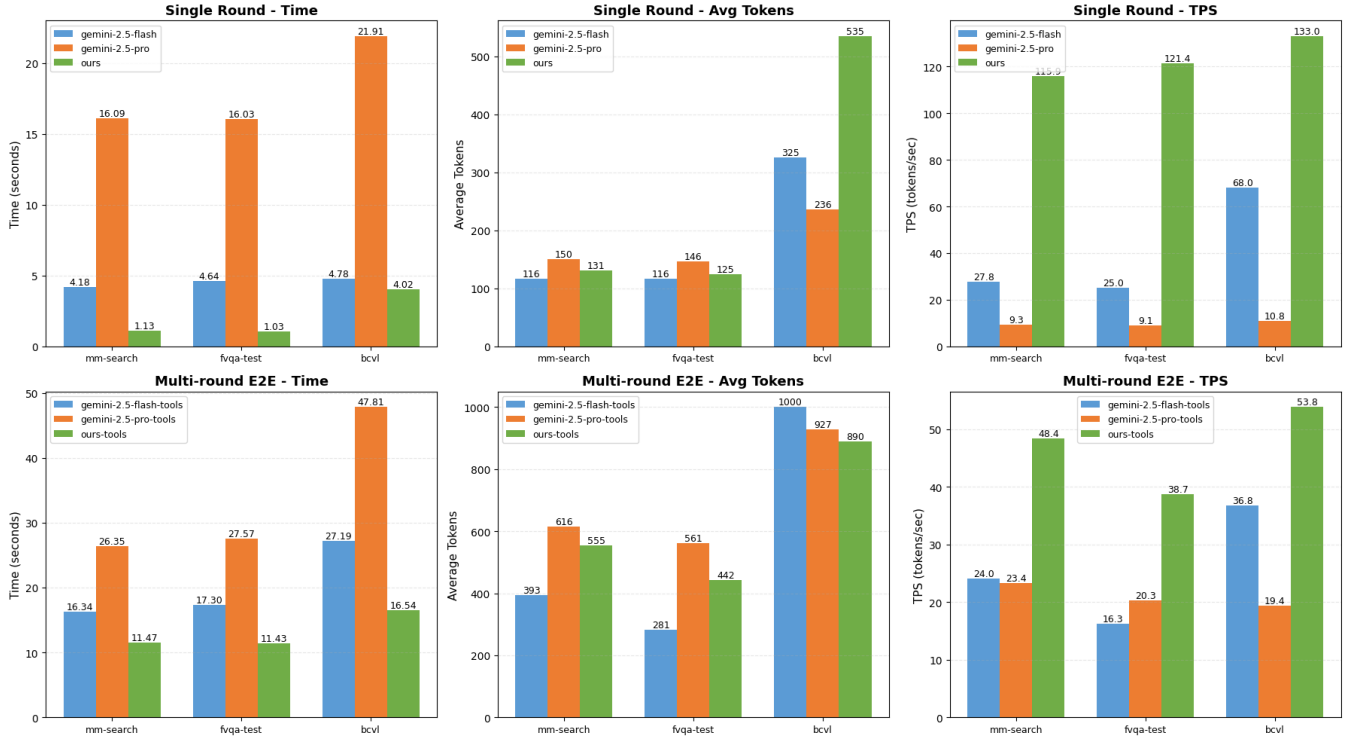 Single Round - Time
Time (seconds)
20
15
10
5
0
gemini-2.5-flash
gemini-2.5-pro
ours
4.18
16.09
1.13
4.64
16.03
1.03
4.78
21.91
4.02
mm-search
fvqa-test
bcvl
Single Round - Avg Tokens
Average Tokens
500
400
300
200
100
0
gemini-2.5-flash
gemini-2.5-pro
ours
116
150
131
116
146
125
325
236
535
mm-search
fvqa-test
bcvl
Single Round - TPS
TPS (tokens/sec)
120
100
80
60
40
20
0
gemini-2.5-flash
gemini-2.5-pro
ours
27.8
9.3
115.9
25.0
9.1
121.4
68.0
10.8
133.0
mm-search
fvqa-test
bcvl
Multi-round E2E - Time
Time (seconds)
50
40
30
20
10
0
gemini-2.5-flash-tools
gemini-2.5-pro-tools
ours-tools
16.34
26.35
11.47
17.30
27.57
11.43
27.19
47.81
16.54
mm-search
fvqa-test
bcvl
Multi-round E2E - Avg Tokens
Average Tokens
1000
800
600
400
200
0
gemini-2.5-flash-tools
gemini-2.5-pro-tools
ours-tools
393
616
555
281
561
442
1000
927
890
mm-search
fvqa-test
bcvl
Multi-round E2E - TPS
TPS (tokens/sec)
50
40
30
20
10
0
gemini-2.5-flash-tools
gemini-2.5-pro-tools
ours-tools
24.0
23.4
48.4
16.3
20.3
38.7
36.8
19.4
53.8
mm-search
fvqa-test
bcvl